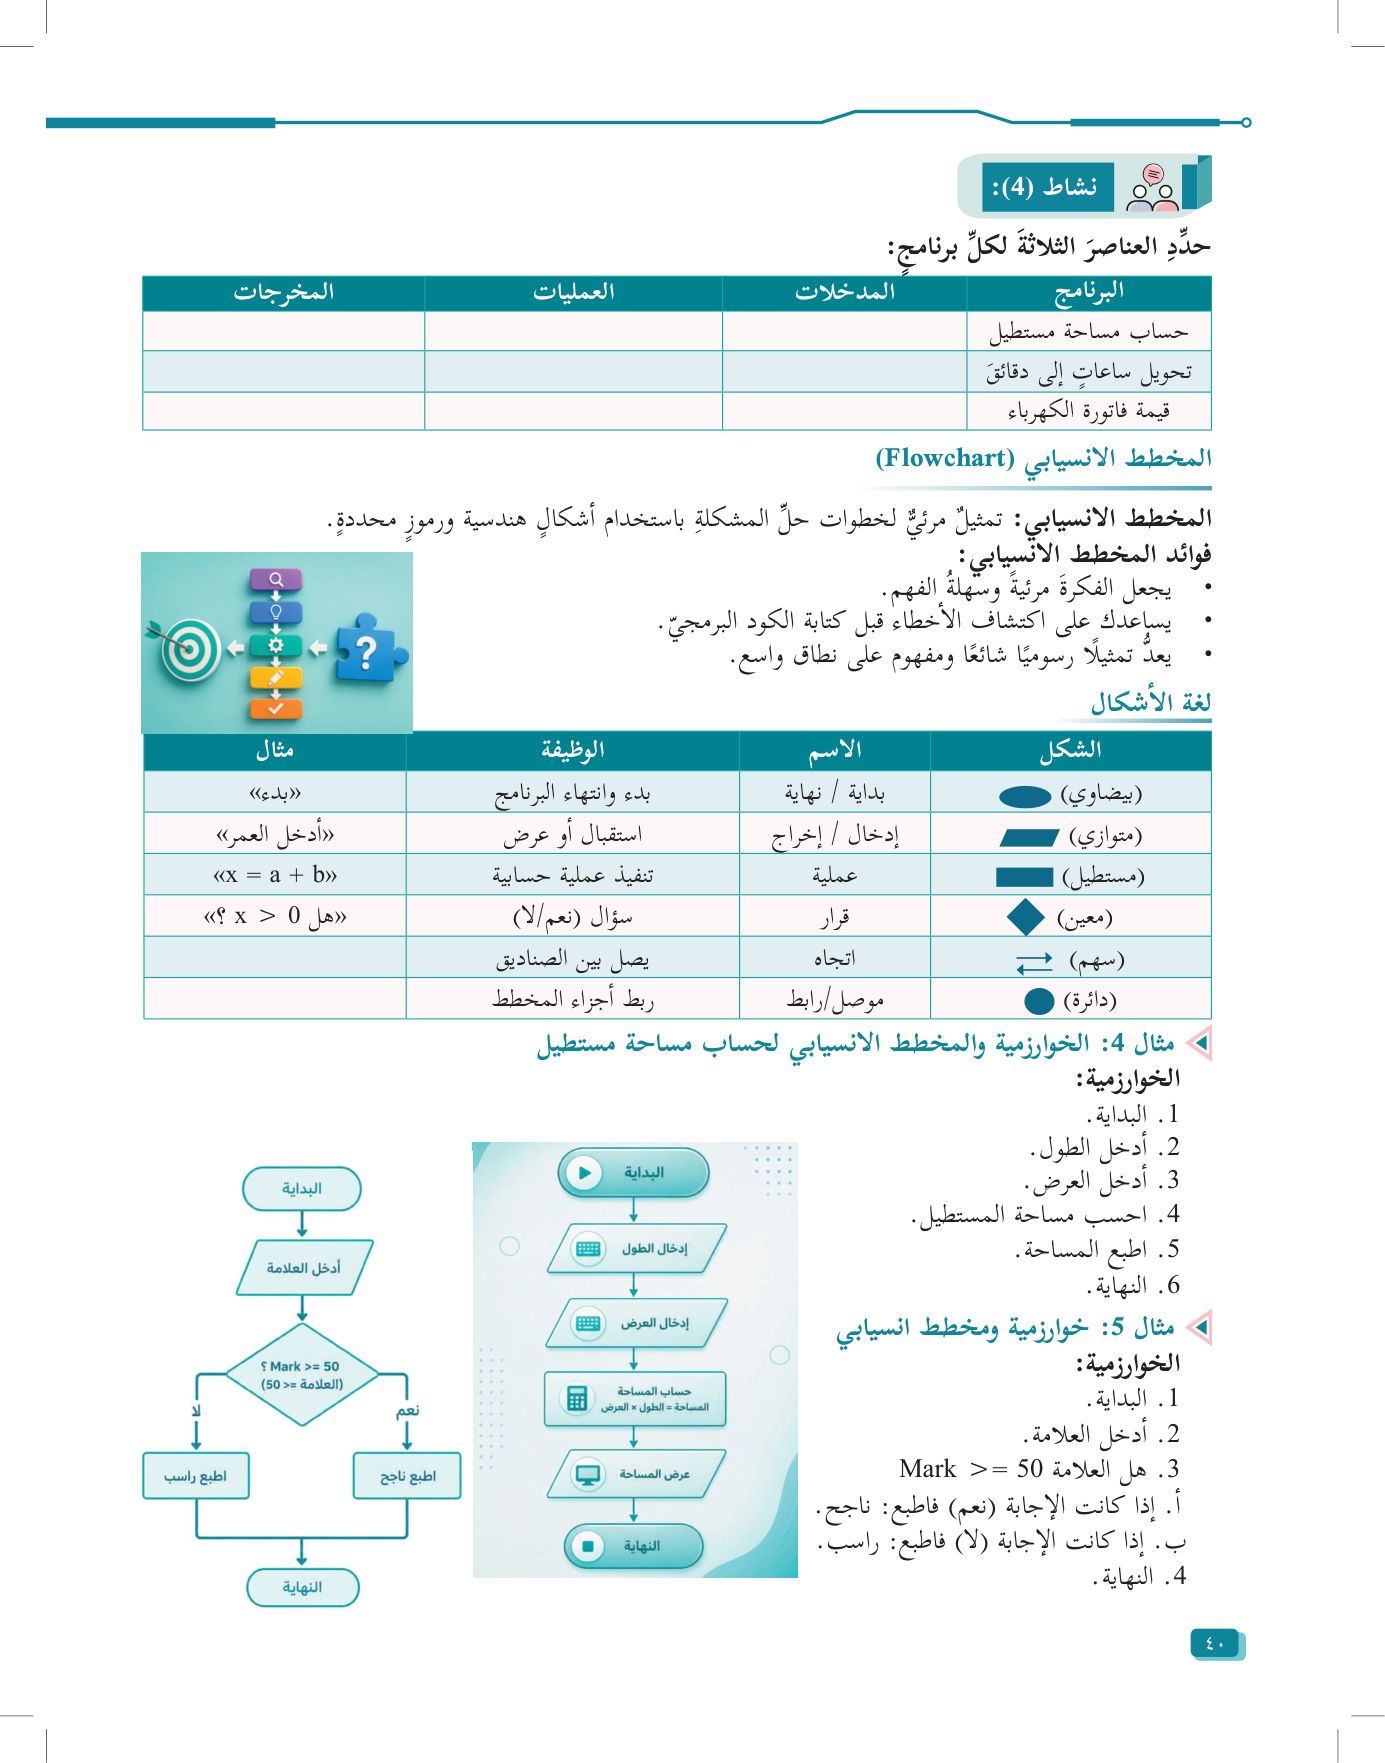 نشاط (4):
حدِّدِ العناصرَ الثلاثةَ لكلِّ برنامجٍ:
البرنامج المدخلات العمليات المخرجات
حساب مساحة مستطيل
تحويل ساعاتٍ إلى دقائقَ
قيمة فاتورة الكهرباء
المخطط الانسيابي (Flowchart)
المخطط الانسيابي: تمثيلٌ مرئيٌّ لخطوات حلِّ المشكلةِ باستخدام أشكالٍ هندسية ورموزٍ محددةٍ.
فوائد المخطط الانسيابي:
• يجعل الفكرةَ مرئيةً وسهلةُ الفهم.
• يساعدك على اكتشاف الأخطاء قبل كتابة الكود البرمجيّ.
• يعدُّ تمثيلًا رسوميًا شائعًا ومفهوم على نطاق واسع.
?
لغة الأشكال
الشكل الاسم الوظيفة مثال
(بيضاوي) بداية / نهاية بدء وانتهاء البرنامج «بدء»
(متوازي) إدخال / إخراج استقبال أو عرض «أدخل العمر»
(مستطيل) عملية تنفيذ عملية حسابية «x = a + b»
(معين) قرار سؤال (نعم/لا) «هل x > 0 ؟»
(سهم) اتجاه يصل بين الصناديق
(دائرة) موصل/رابط ربط أجزاء المخطط
مثال 4: الخوارزمية والمخطط الانسيابي لحساب مساحة مستطيل
الخوارزمية:
1. البداية.
2. أدخل الطول.
3. أدخل العرض.
4. احسب مساحة المستطيل.
5. اطبع المساحة.
6. النهاية.
البداية
إدخال الطول
إدخال العرض
حساب المساحة
المساحة = الطول × العرض
عرض المساحة
النهاية
مثال 5: خوارزمية ومخطط انسيابي
الخوارزمية:
1. البداية.
2. أدخل العلامة.
3. هل العلامة Mark >= 50
أ. إذا كانت الإجابة (نعم) فاطبع: ناجح.
ب. إذا كانت الإجابة (لا) فاطبع: راسب.
4. النهاية.
البداية
أدخل العلامة
Mark >= 50 ؟
(العلامة >= 50)
نعم لا
اطبع ناجح اطبع راسب
النهاية
٤٠